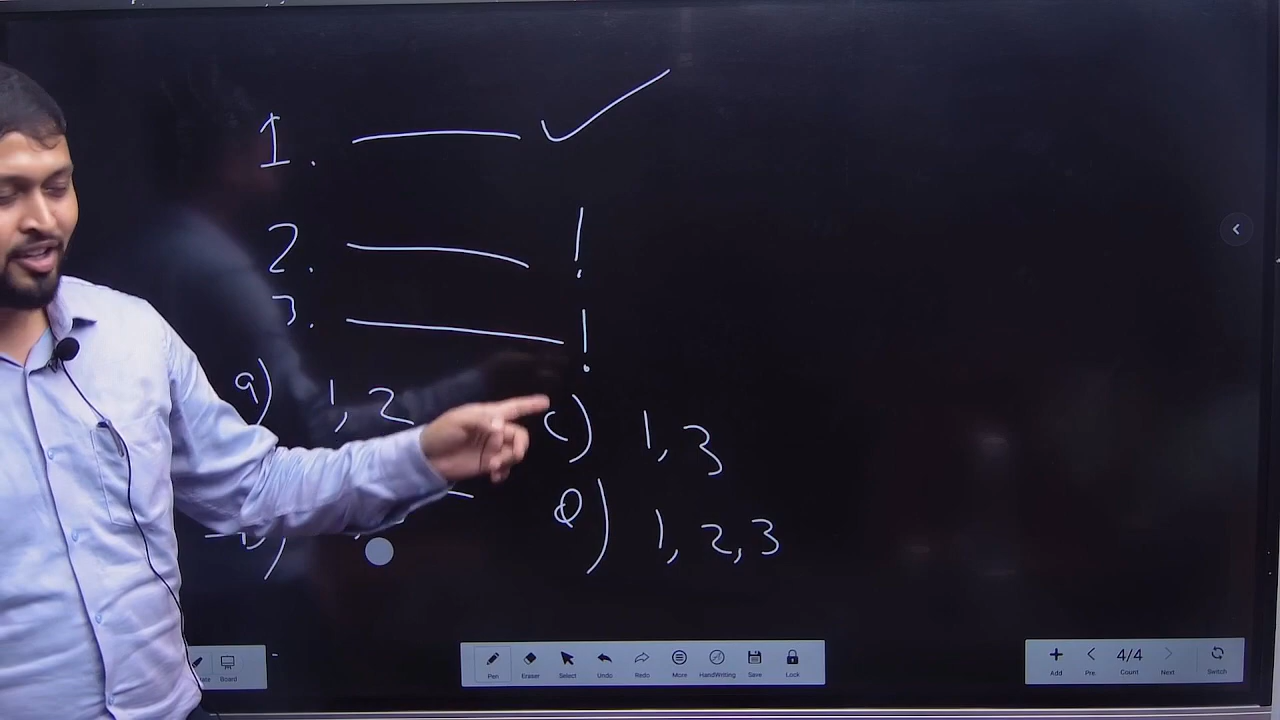 1. ✓
2. !
3. !
a) 1, 2
c) 1, 3
d) 1, 2, 3
Board
Pen Eraser Select Undo Redo More HandWriting Save Lock
4/4
Add Pre. Count Next Switch